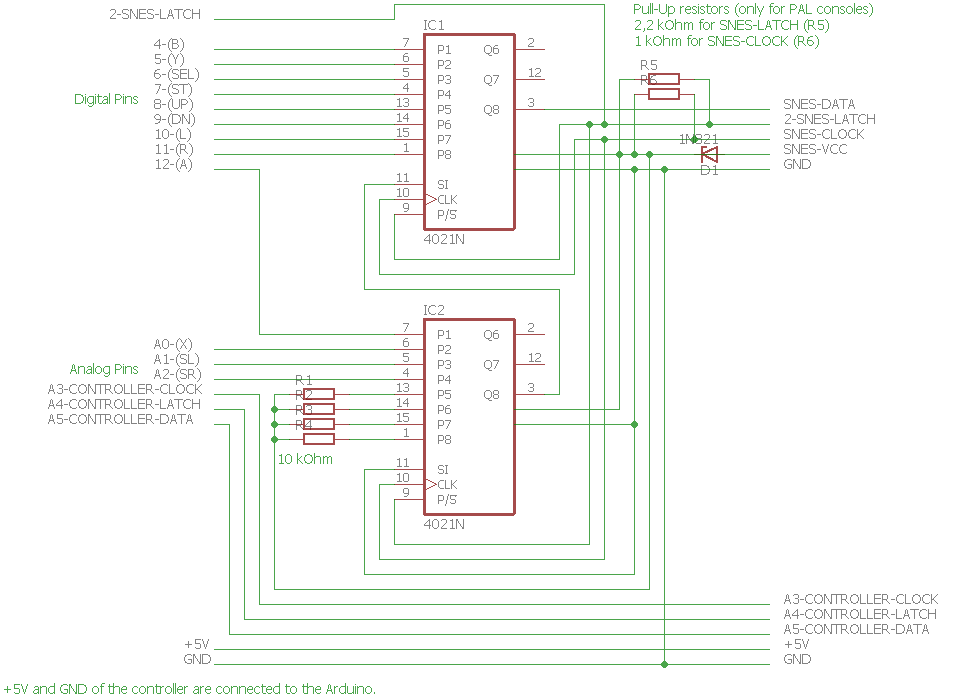 2-SNES-LATCH
Pull-Up resistors (only for PAL consoles)
2,2 kOhm for SNES-LATCH (R5)
1 kOhm for SNES-CLOCK (R6)
IC1
4-(B)
5-(Y)
6-(SEL)
7-(ST)
8-(UP)
9-(DN)
10-(L)
11-(R)
12-(A)
Digital Pins
7 P1 Q6 2
6 P2
5 P3 Q7 12
4 P4
13 P5 Q8 3
14 P6
15 P7
1 P8
11 SI
10 CLK
9 P/S
4021N
R5
R6
SNES-DATA
2-SNES-LATCH
SNES-CLOCK
1N821
SNES-VCC
GND
D1
IC2
7 P1 Q6 2
6 P2
5 P3 Q7 12
4 P4
13 P5 Q8 3
14 P6
15 P7
1 P8
11 SI
10 CLK
9 P/S
4021N
A0-(X)
A1-(SL)
A2-(SR)
A3-CONTROLLER-CLOCK
A4-CONTROLLER-LATCH
A5-CONTROLLER-DATA
Analog Pins
R1
R2
R3
R4
10 kOhm
A3-CONTROLLER-CLOCK
A4-CONTROLLER-LATCH
A5-CONTROLLER-DATA
+5V +5V
GND GND
+5V and GND of the controller are connected to the Arduino.